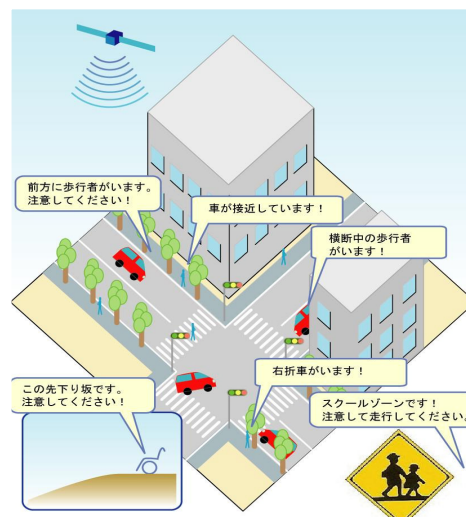 前方に歩行者がいます。
注意してください！
車が接近しています！
横断中の歩行者
がいます！
右折車がいます！
この先下り坂です。
注意してください！
スクールゾーンです！
注意して走行してください。